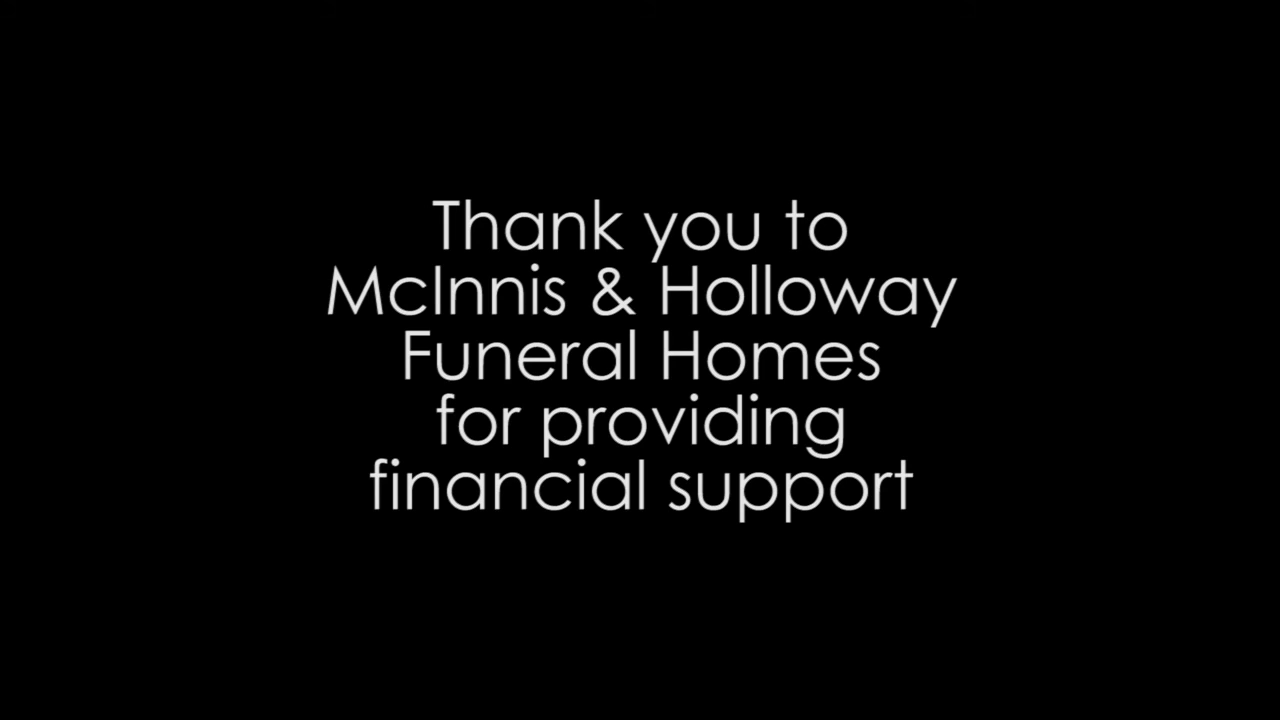 Thank you to
McInnis & Holloway
Funeral Homes
for providing
financial support